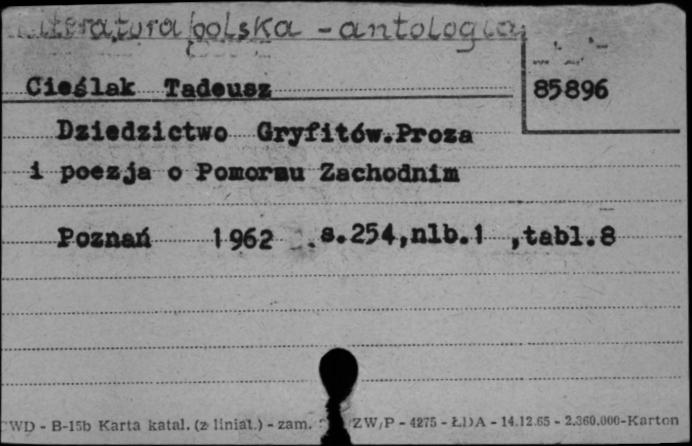 Literatura polska - antologia
85896
Cieślak Tadeusz
Dziedzictwo Gryfitów.Proza
i poezja o Pomorzu Zachodnim
Poznań 1962 s.254,nlb.1 ,tabl.8
WD - B-15b Karta katal. (z liniat.) - zam. ZW/P - 4275 - ŁDA - 14.12.65 - 2.360.000-Karton